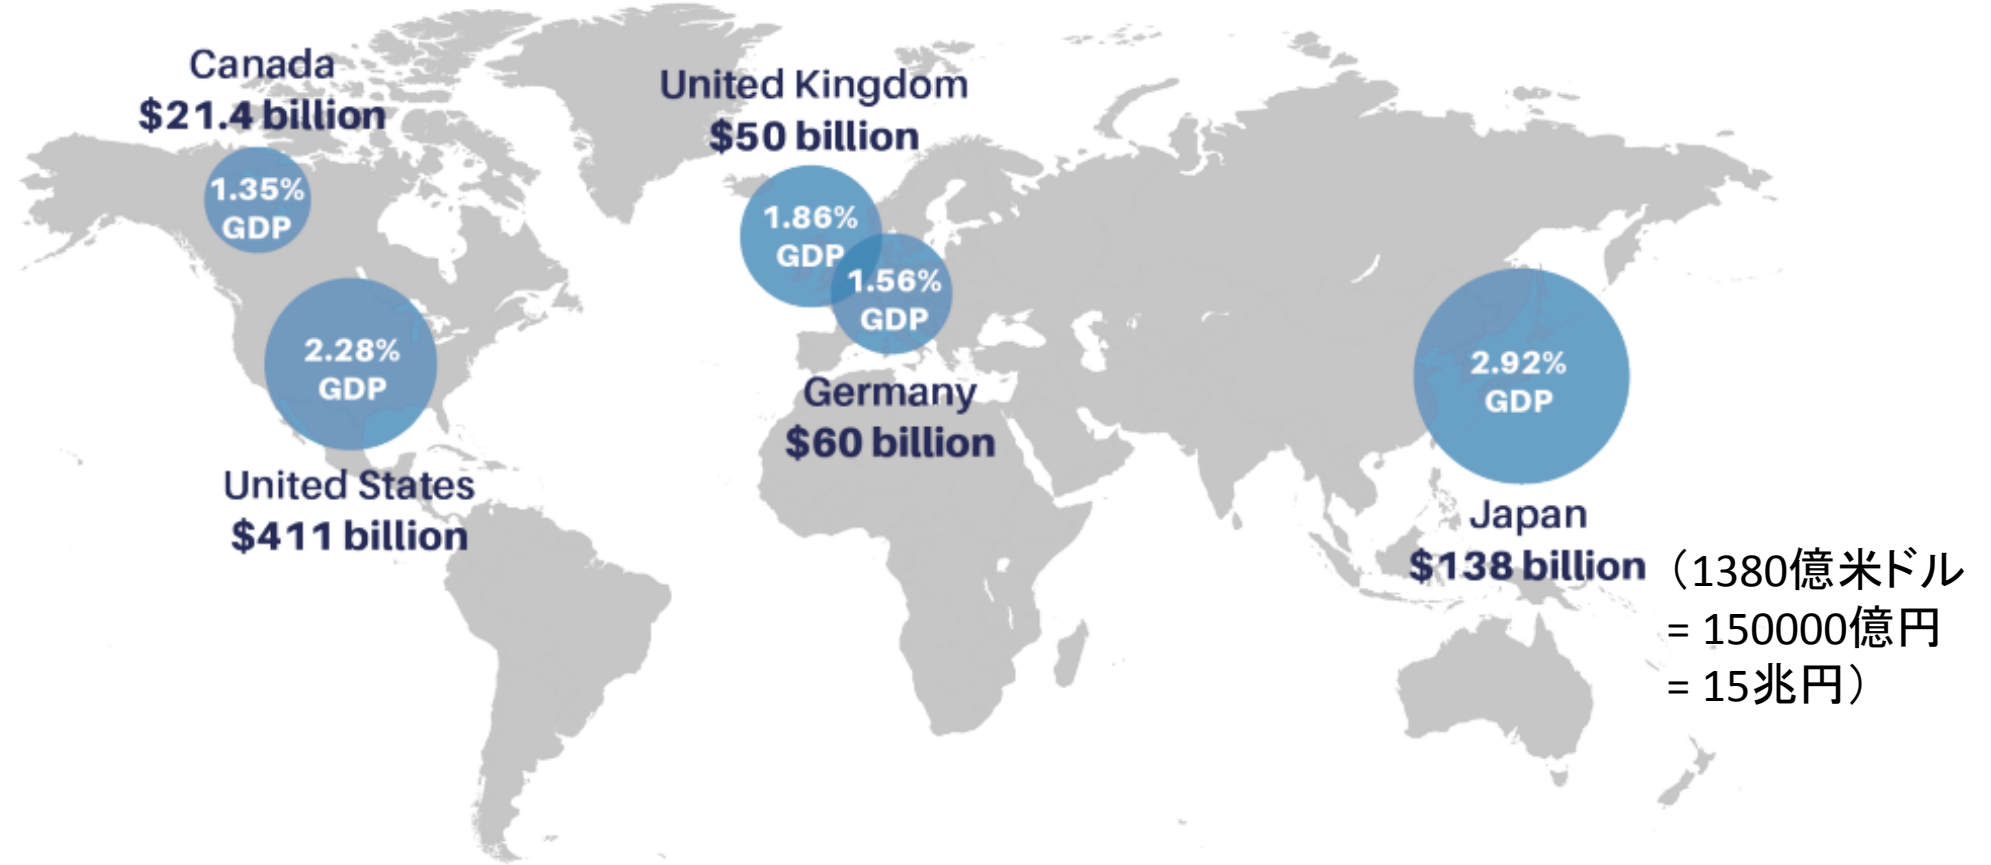 Canada
$21.4 billion
1.35%
GDP
United States
$411 billion
2.28%
GDP
United Kingdom
$50 billion
1.86%
GDP
1.56%
GDP
Germany
$60 billion
2.92%
GDP
Japan
$138 billion
（1380億米ドル
= 150000億円
= 15兆円）